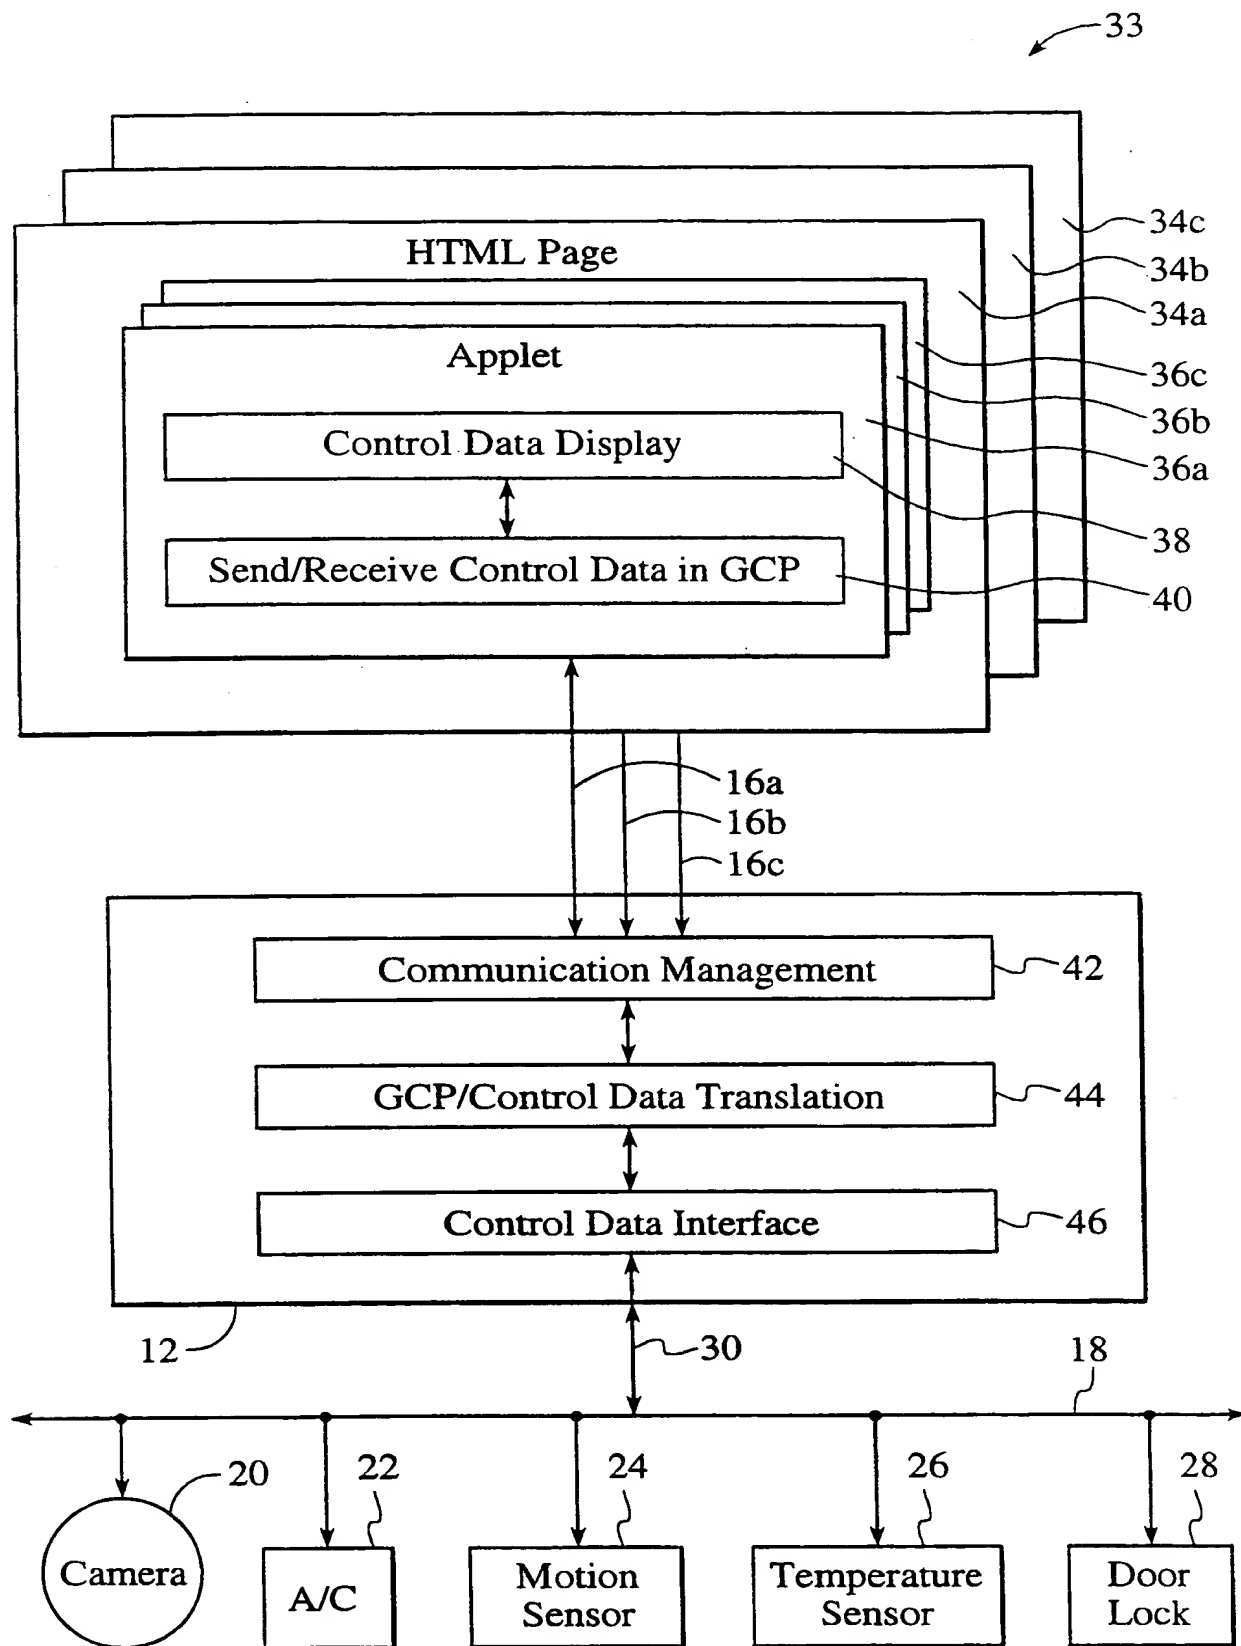 33
HTML Page
34c
34b
34a
Applet
36c
36b
36a
Control Data Display
38
Send/Receive Control Data in GCP
40
16a
16b
16c
Communication Management
42
GCP/Control Data Translation
44
Control Data Interface
46
12
30
18
20
22
24
26
28
Camera
A/C
Motion
Sensor
Temperature
Sensor
Door
Lock